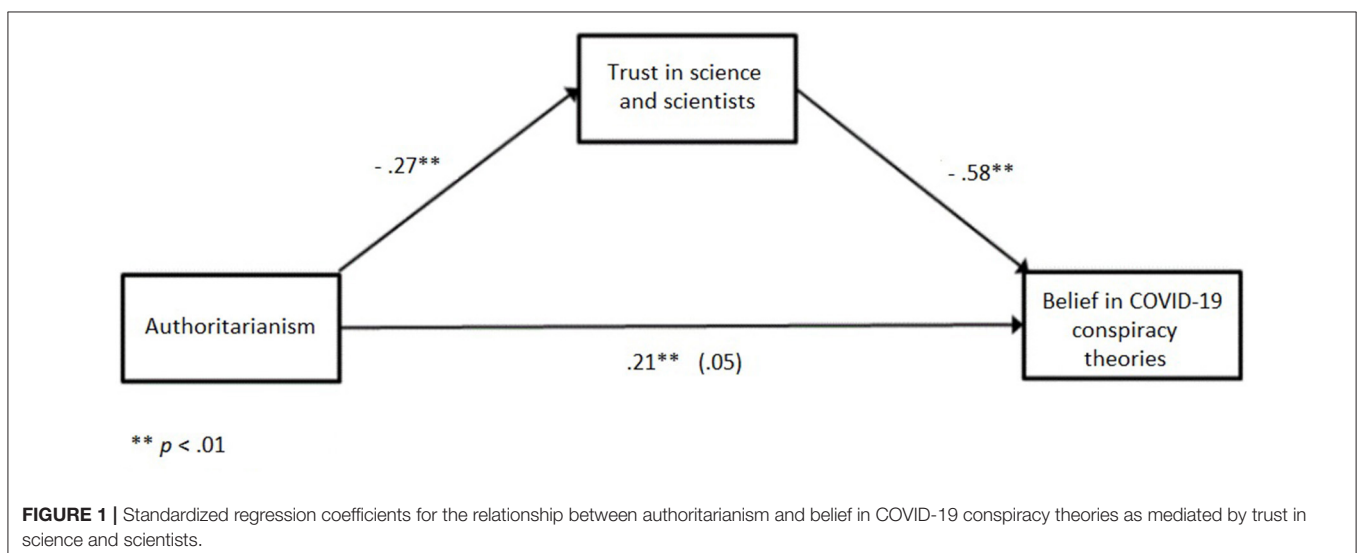 Trust in science
and scientists
- .27**
- .58**
Authoritarianism
Belief in COVID-19
conspiracy
theories
.21** (.05)
** p < .01
FIGURE 1 | Standardized regression coefficients for the relationship between authoritarianism and belief in COVID-19 conspiracy theories as mediated by trust in
science and scientists.